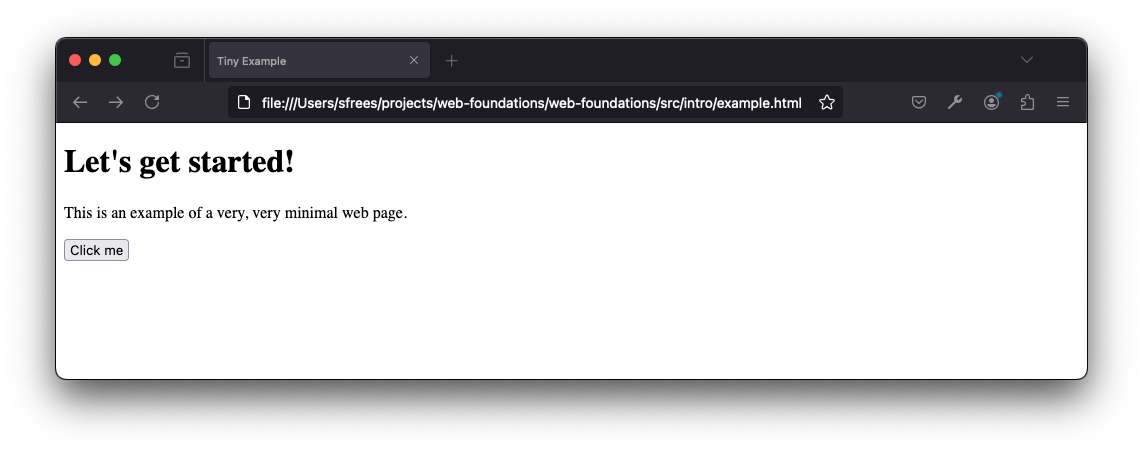 Tiny Example
file:///Users/sfrees/projects/web-foundations/web-foundations/src/intro/example.html
Let's get started!
This is an example of a very, very minimal web page.
Click me